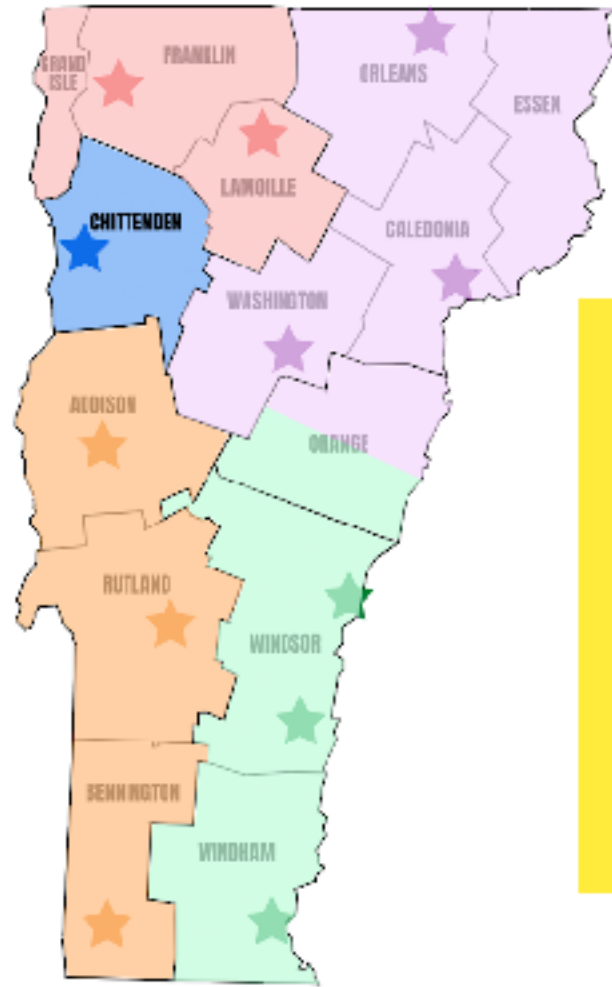 GRAND
ISLE
FRANKLIN
ORLEANS
ESSEX
LAMOILLE
CHITTENDEN
CALEDONIA
WASHINGTON
ADDISON
ORANGE
RUTLAND
WINDSOR
BENNINGTON
WINDHAM